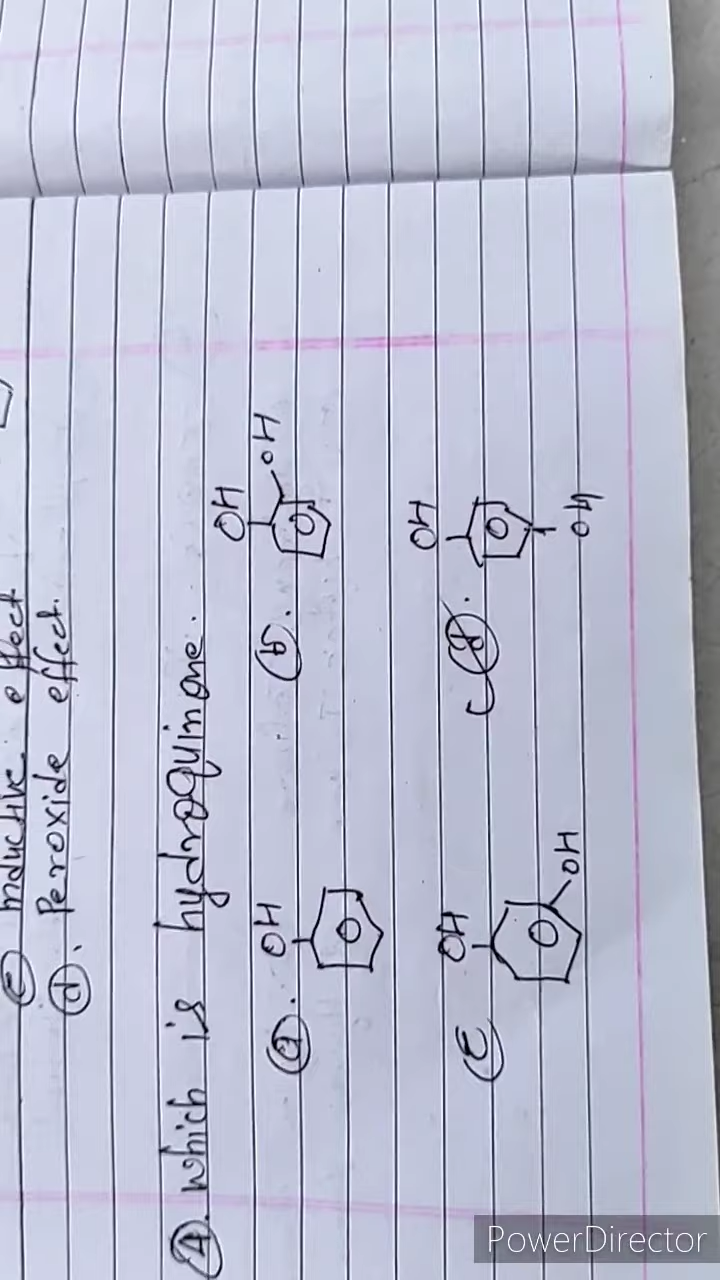 (c) inductive effect
(d). Peroxide effect.
(4). which is hydroquinone.
(a). OH
(b). OH OH
(c) OH OH
(d). OH OH
PowerDirector